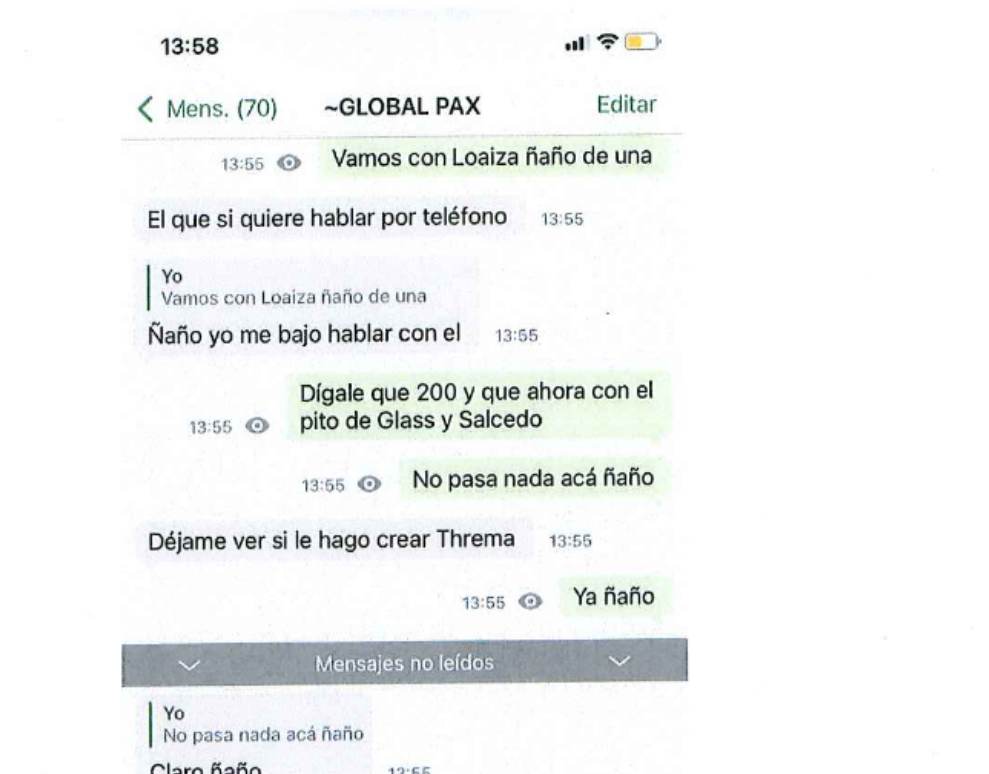 13:58
Mens. (70) ~GLOBAL PAX Editar
13:55 Vamos con Loaiza ñaño de una
El que si quiere hablar por teléfono 13:55
Yo
Vamos con Loaiza ñaño de una
Ñaño yo me bajo hablar con el 13:55
Dígale que 200 y que ahora con el
13:55 pito de Glass y Salcedo
13:55 No pasa nada acá ñaño
Déjame ver si le hago crear Threma 13:55
13:55 Ya ñaño
Mensajes no leídos
Yo
No pasa nada acá ñaño
Claro ñaño 13:55